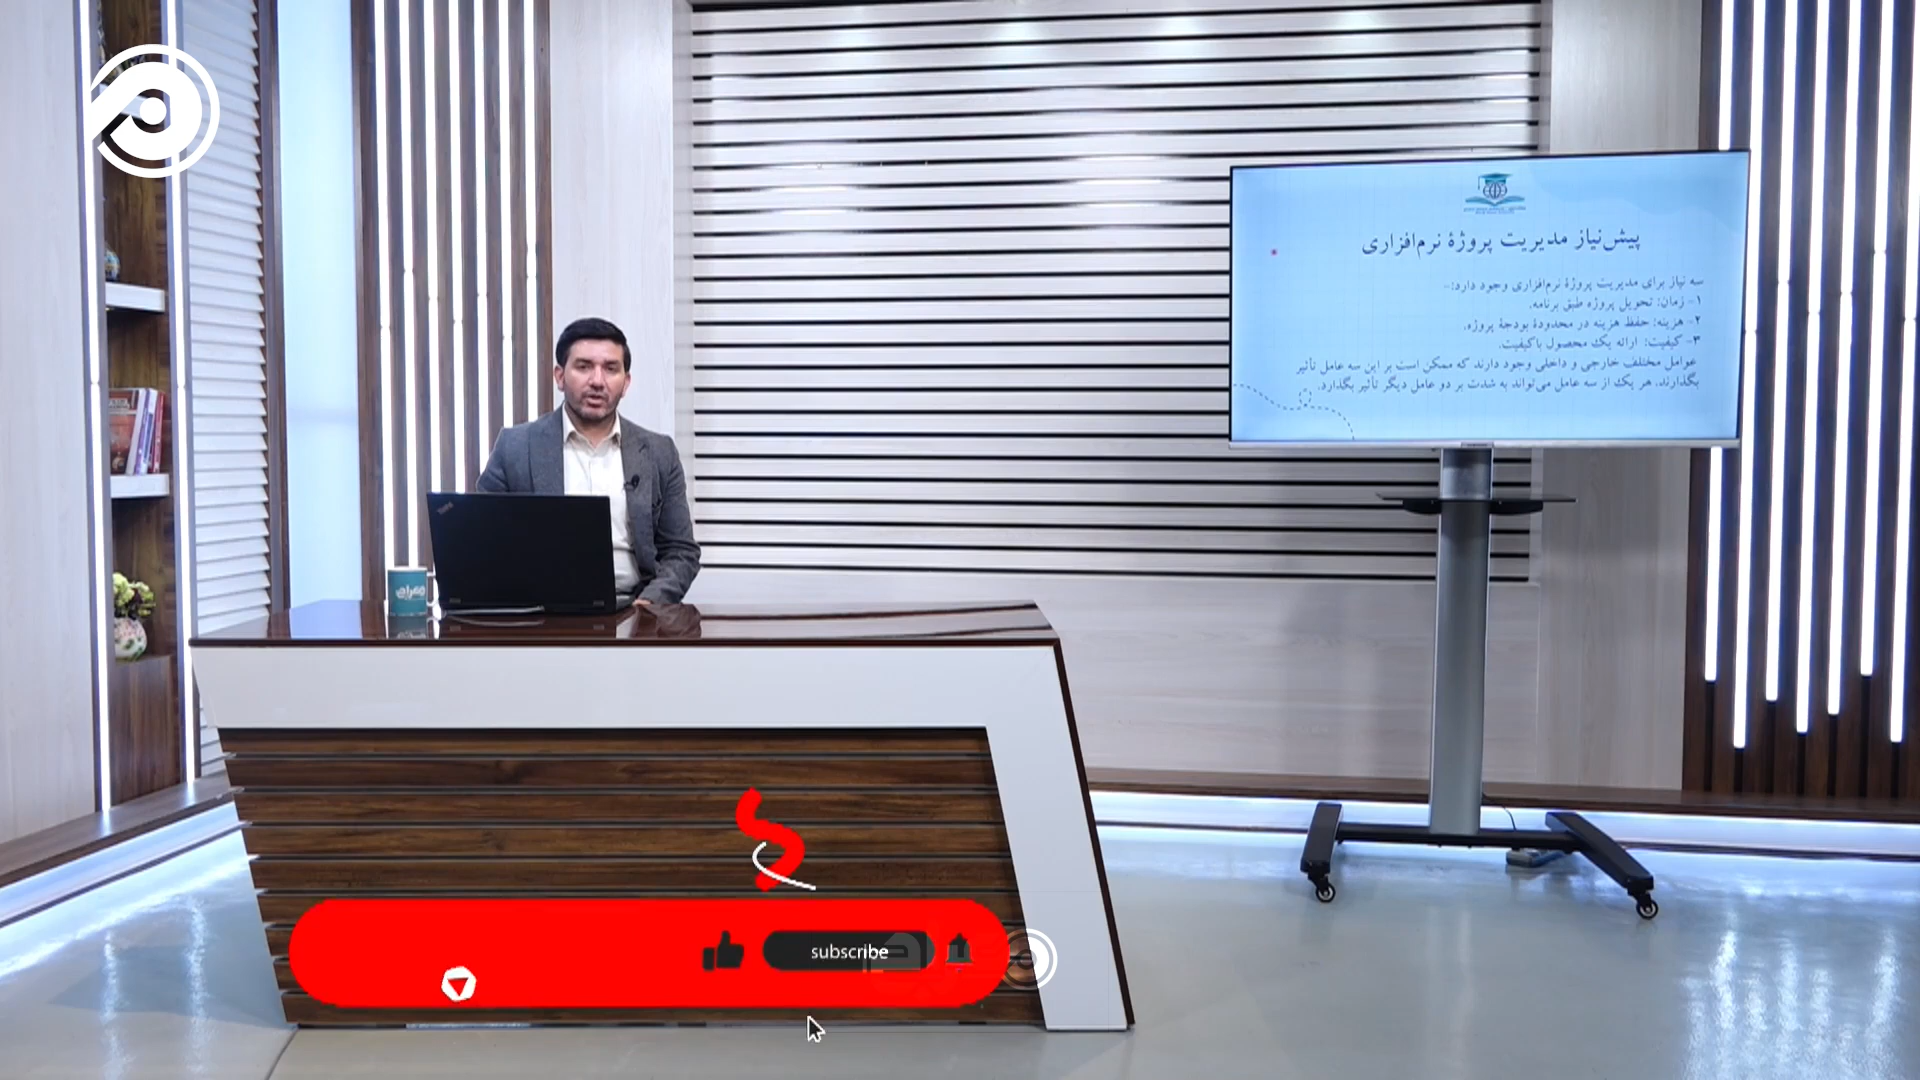 پیش‌نیاز مدیریت پروژهٔ نرم‌افزاری
سه نیاز برای مدیریت پروژهٔ نرم‌افزاری وجود دارد:-
۱- زمان: تحویل پروژه طبق برنامه.
۲- هزینه: حفظ هزینه در محدودهٔ بودجهٔ پروژه.
۳- کیفیت: ارائه یک محصول باکیفیت.
عوامل مختلف خارجی و داخلی وجود دارند که ممکن است بر این سه عامل تأثیر
بگذارند. هر یک از سه عامل می‌تواند به شدت بر دو عامل دیگر تأثیر بگذارد.
معراج
subscribe